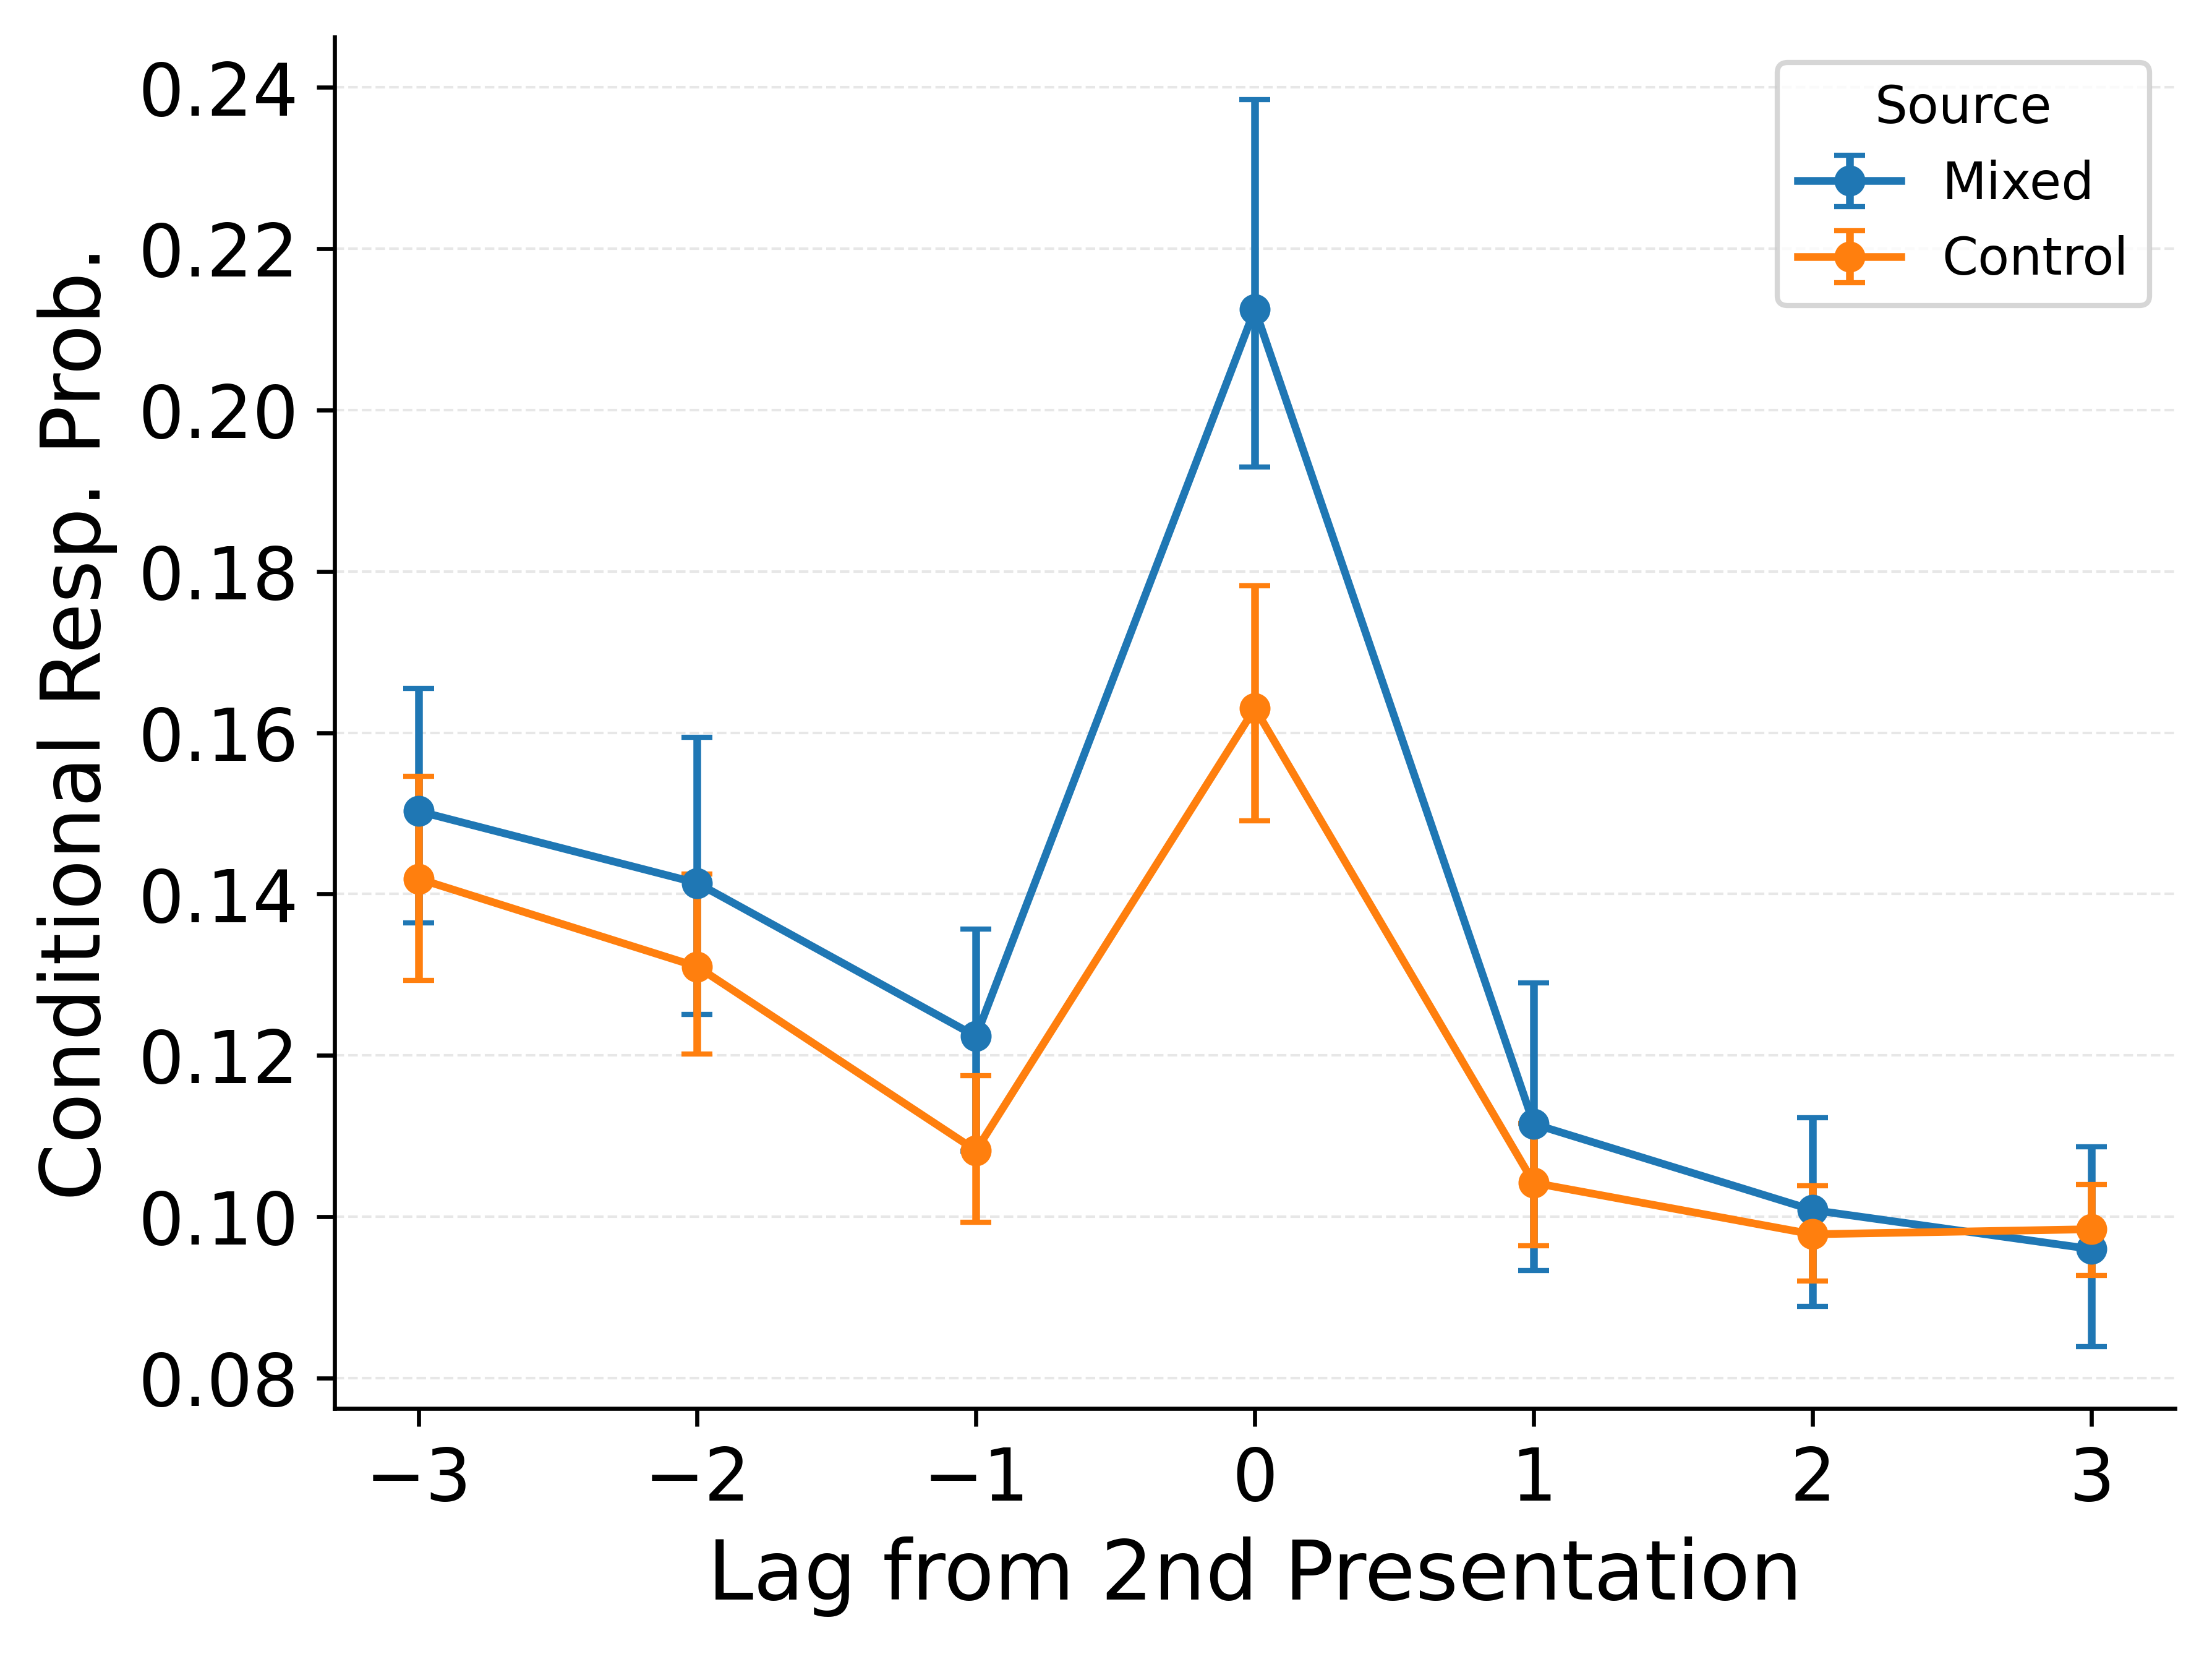 0.24
0.22
0.20
0.18
0.16
0.14
0.12
0.10
0.08
Conditional Resp. Prob.
Source
Mixed
Control
−3 −2 −1 0 1 2 3
Lag from 2nd Presentation